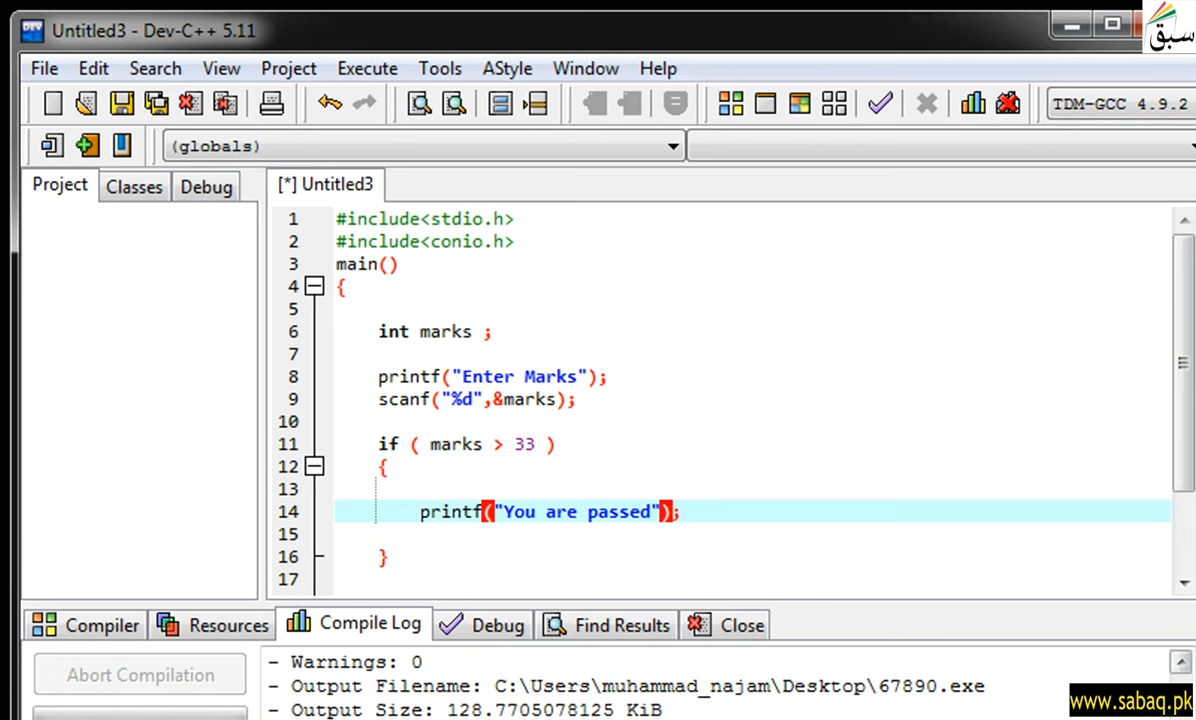 Untitled3 - Dev-C++ 5.11
سبق
File Edit Search View Project Execute Tools AStyle Window Help
TDM-GCC 4.9.2
(globals)
Project Classes Debug [*] Untitled3
1 #include<stdio.h>
2 #include<conio.h>
3 main()
4 {
5
6 int marks ;
7
8 printf("Enter Marks");
9 scanf("%d",&marks);
10
11 if ( marks > 33 )
12 {
13
14 printf("You are passed");
15
16 }
17
Compiler Resources Compile Log Debug Find Results Close
Abort Compilation
- Warnings: 0
- Output Filename: C:\Users\muhammad_najam\Desktop\67890.exe
- Output Size: 128.7705078125 KiB
www.sabaq.pk